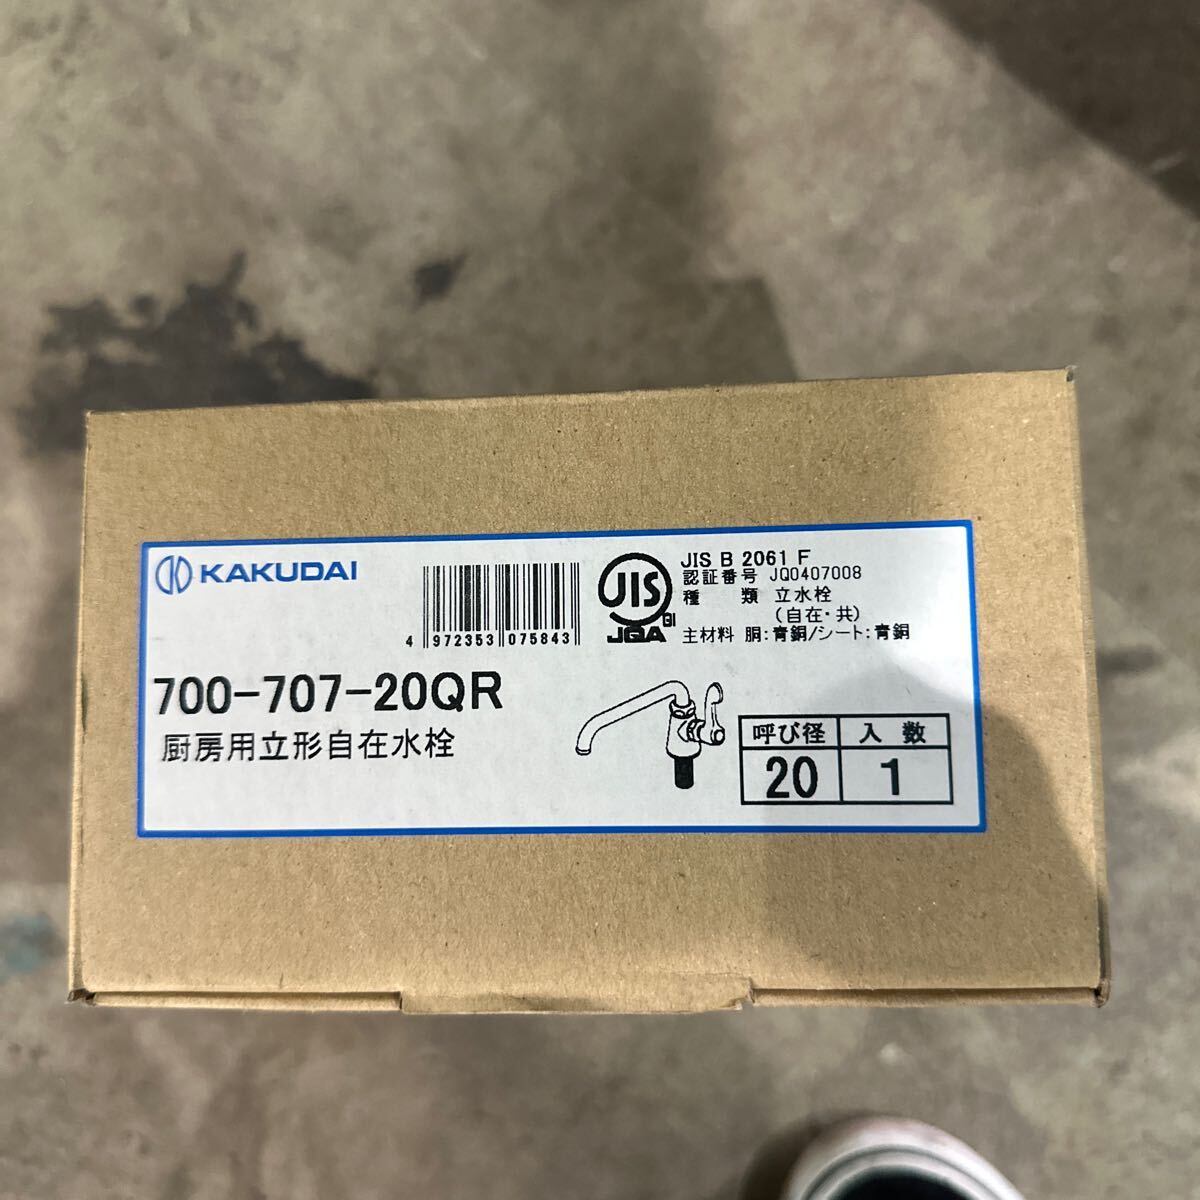 KAKUDAI
4 972353 075843
JIS
JQA
GI
JIS B 2061 F
認証番号 JQ0407008
種類 立水栓
(自在・共)
主材料 胴:青銅/シート:青銅
700-707-20QR
厨房用立形自在水栓
呼び径 入数
20 1